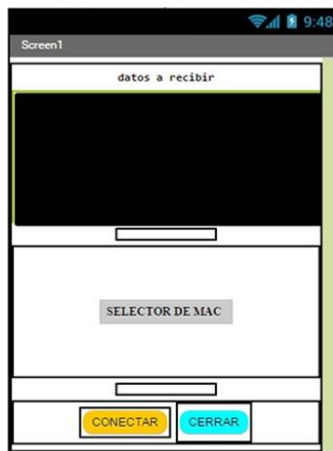 9:48
Screen1
datos a recibir
SELECTOR DE MAC
CONECTAR CERRAR